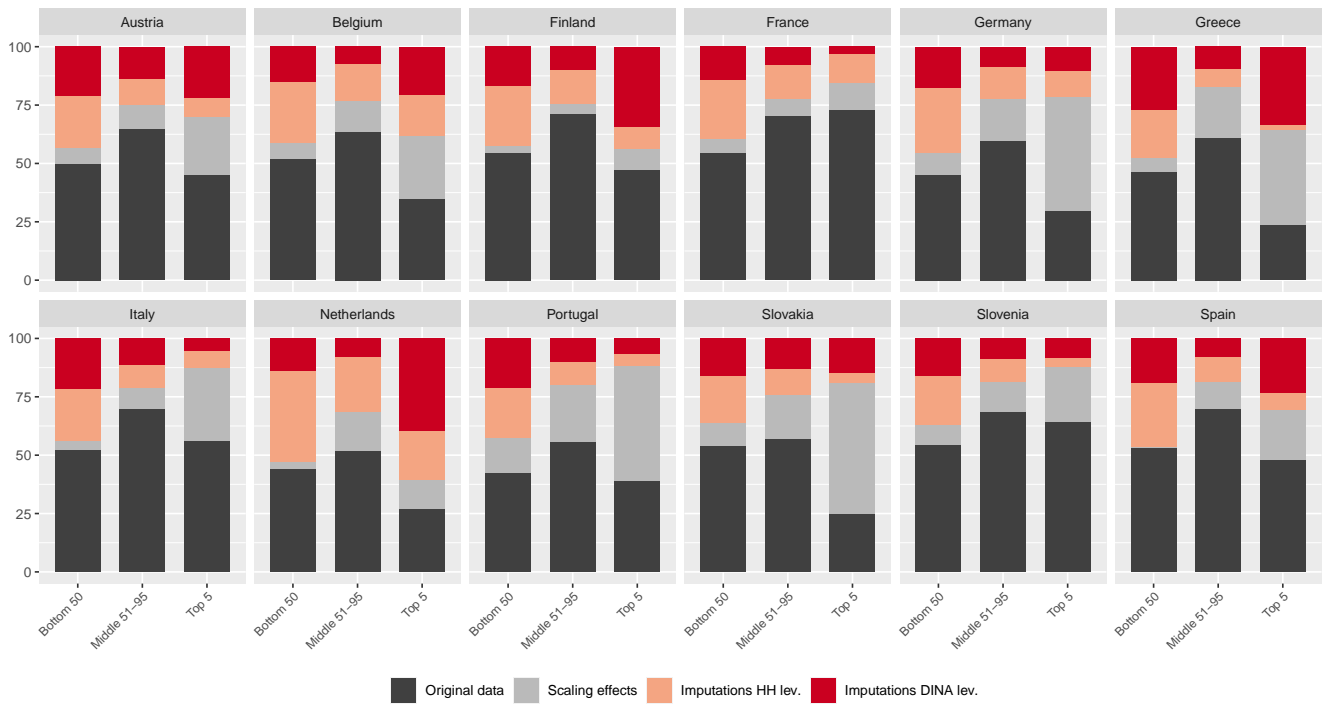 Austria Belgium Finland France Germany Greece
100
75
50
25
0
Italy Netherlands Portugal Slovakia Slovenia Spain
100
75
50
25
0
Bottom 50 Middle 51–95 Top 5 Bottom 50 Middle 51–95 Top 5 Bottom 50 Middle 51–95 Top 5 Bottom 50 Middle 51–95 Top 5 Bottom 50 Middle 51–95 Top 5 Bottom 50 Middle 51–95 Top 5
Original data Scaling effects Imputations HH lev. Imputations DINA lev.